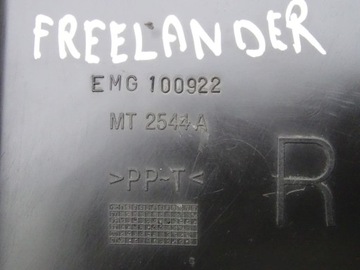 FREELANDER
EMG 100922
MT 2544A
>PP-T<
R